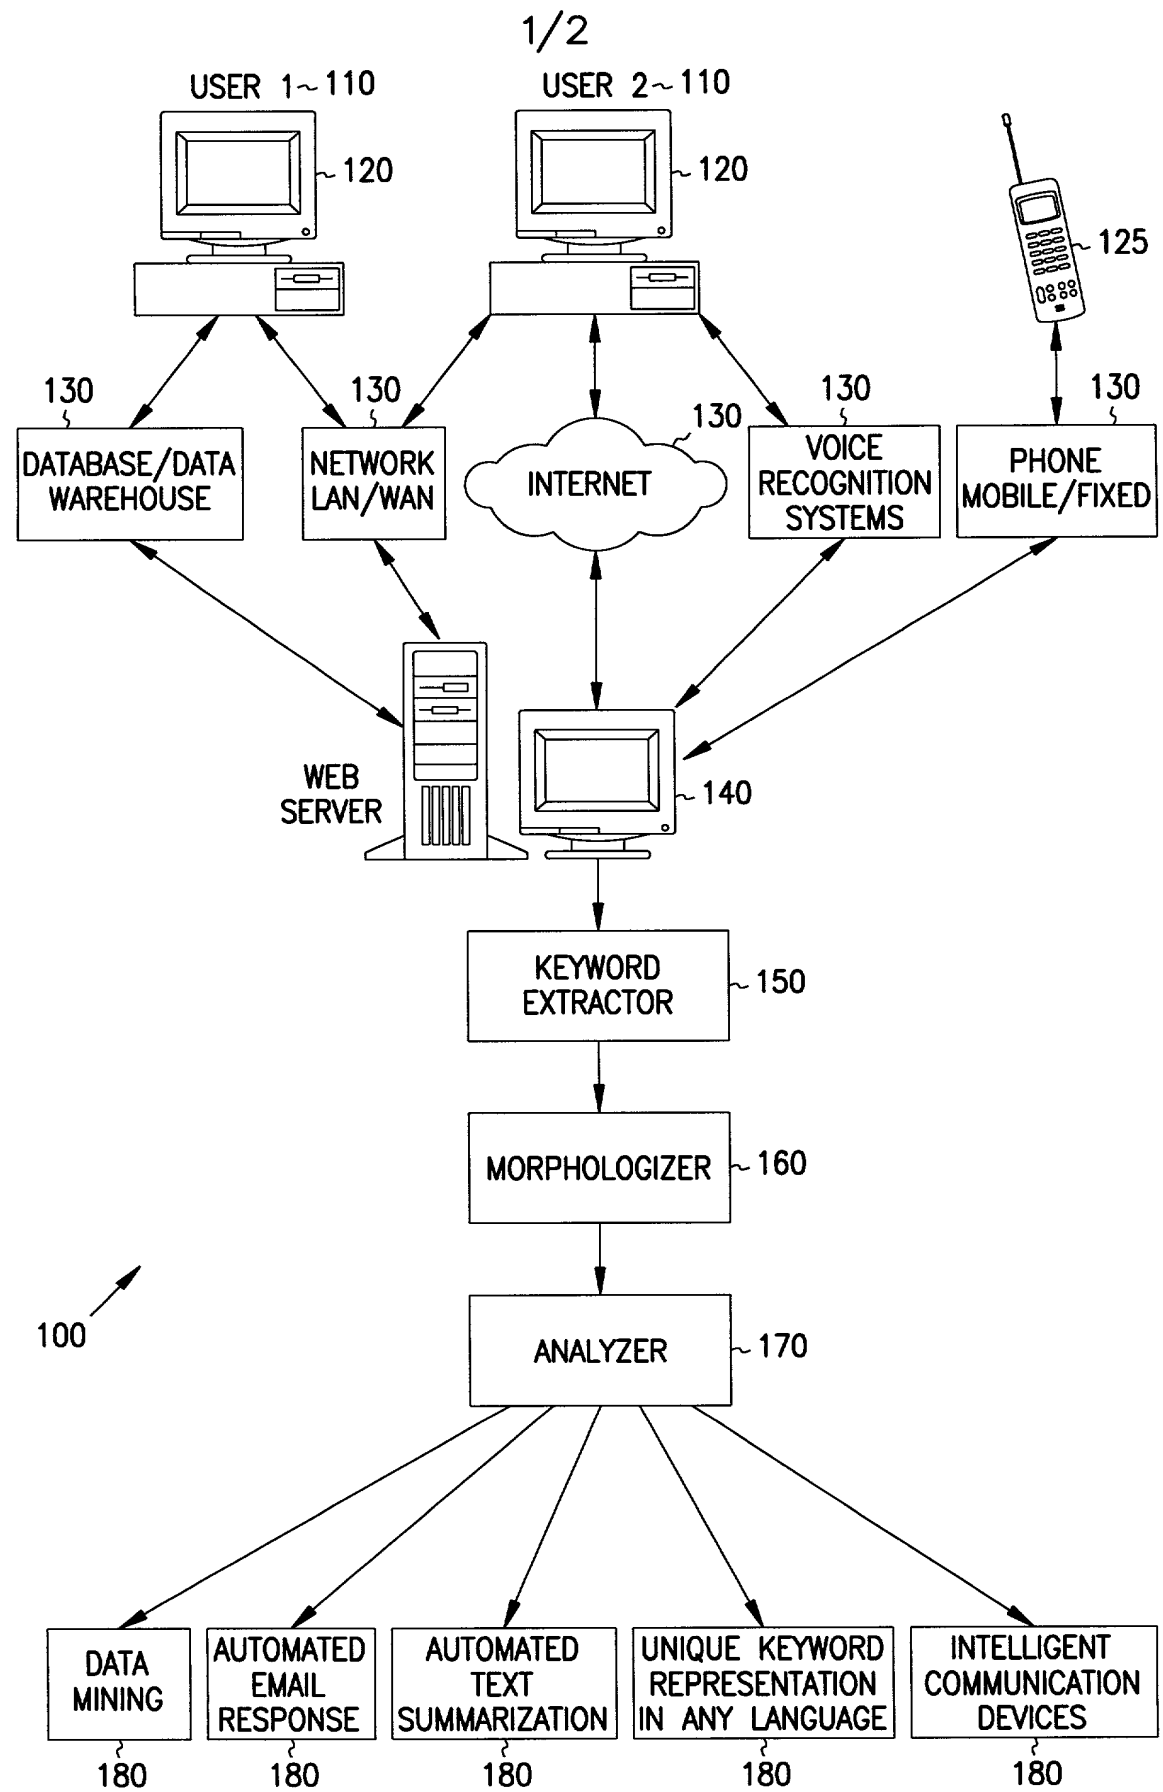 1/2
USER 1~110
USER 2~110
120
120
125
130
130
130
130
130
DATABASE/DATA
WAREHOUSE
NETWORK
LAN/WAN
INTERNET
VOICE
RECOGNITION
SYSTEMS
PHONE
MOBILE/FIXED
WEB
SERVER
140
KEYWORD
EXTRACTOR
150
MORPHOLOGIZER
160
100
ANALYZER
170
DATA
MINING
AUTOMATED
EMAIL
RESPONSE
AUTOMATED
TEXT
SUMMARIZATION
UNIQUE KEYWORD
REPRESENTATION
IN ANY LANGUAGE
INTELLIGENT
COMMUNICATION
DEVICES
180
180
180
180
180